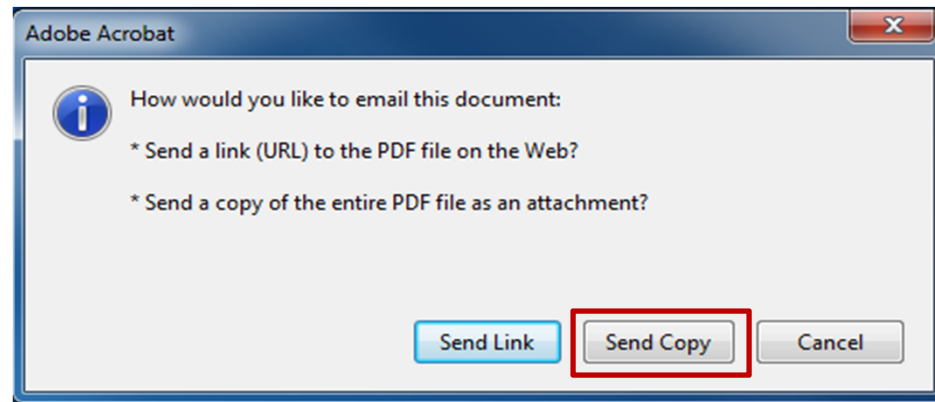 Adobe Acrobat
How would you like to email this document:
* Send a link (URL) to the PDF file on the Web?
* Send a copy of the entire PDF file as an attachment?
Send Link Send Copy Cancel